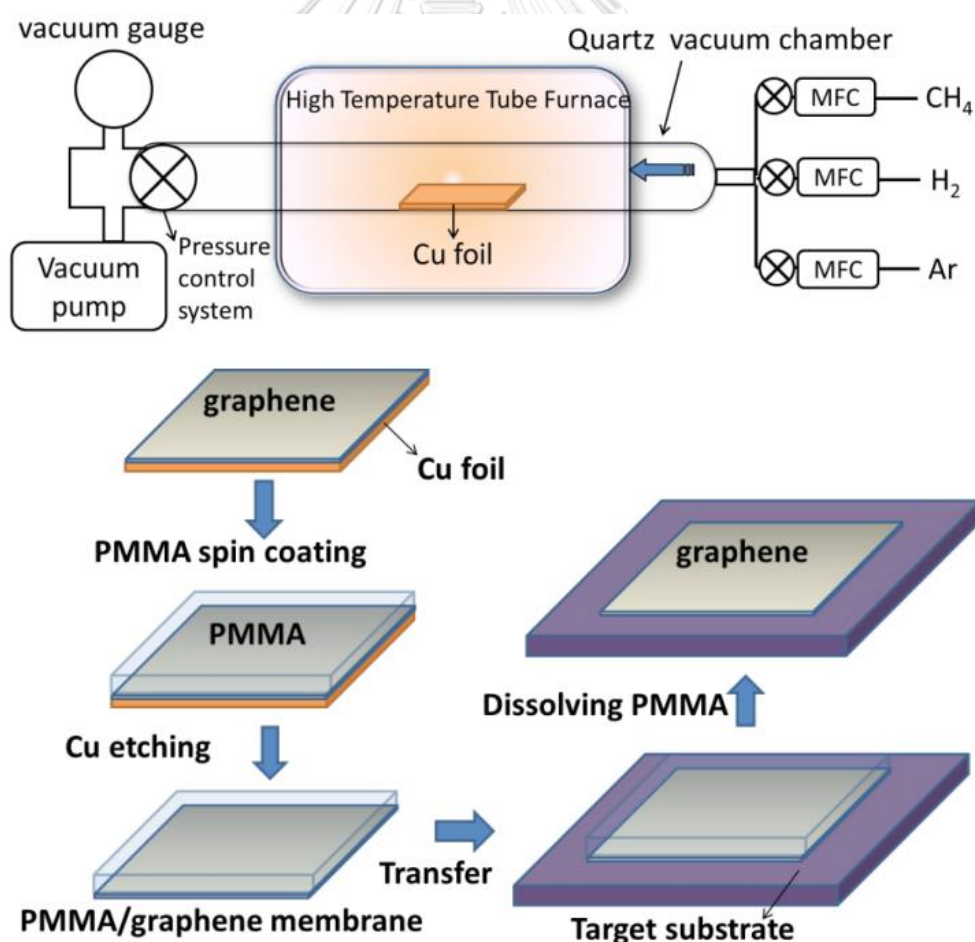 vacuum gauge
Quartz vacuum chamber
High Temperature Tube Furnace
MFC
CH₄
MFC
H₂
MFC
Ar
Cu foil
Pressure
control
system
Vacuum
pump
graphene
Cu foil
PMMA spin coating
PMMA
Cu etching
PMMA/graphene membrane
Transfer
Target substrate
Dissolving PMMA
graphene